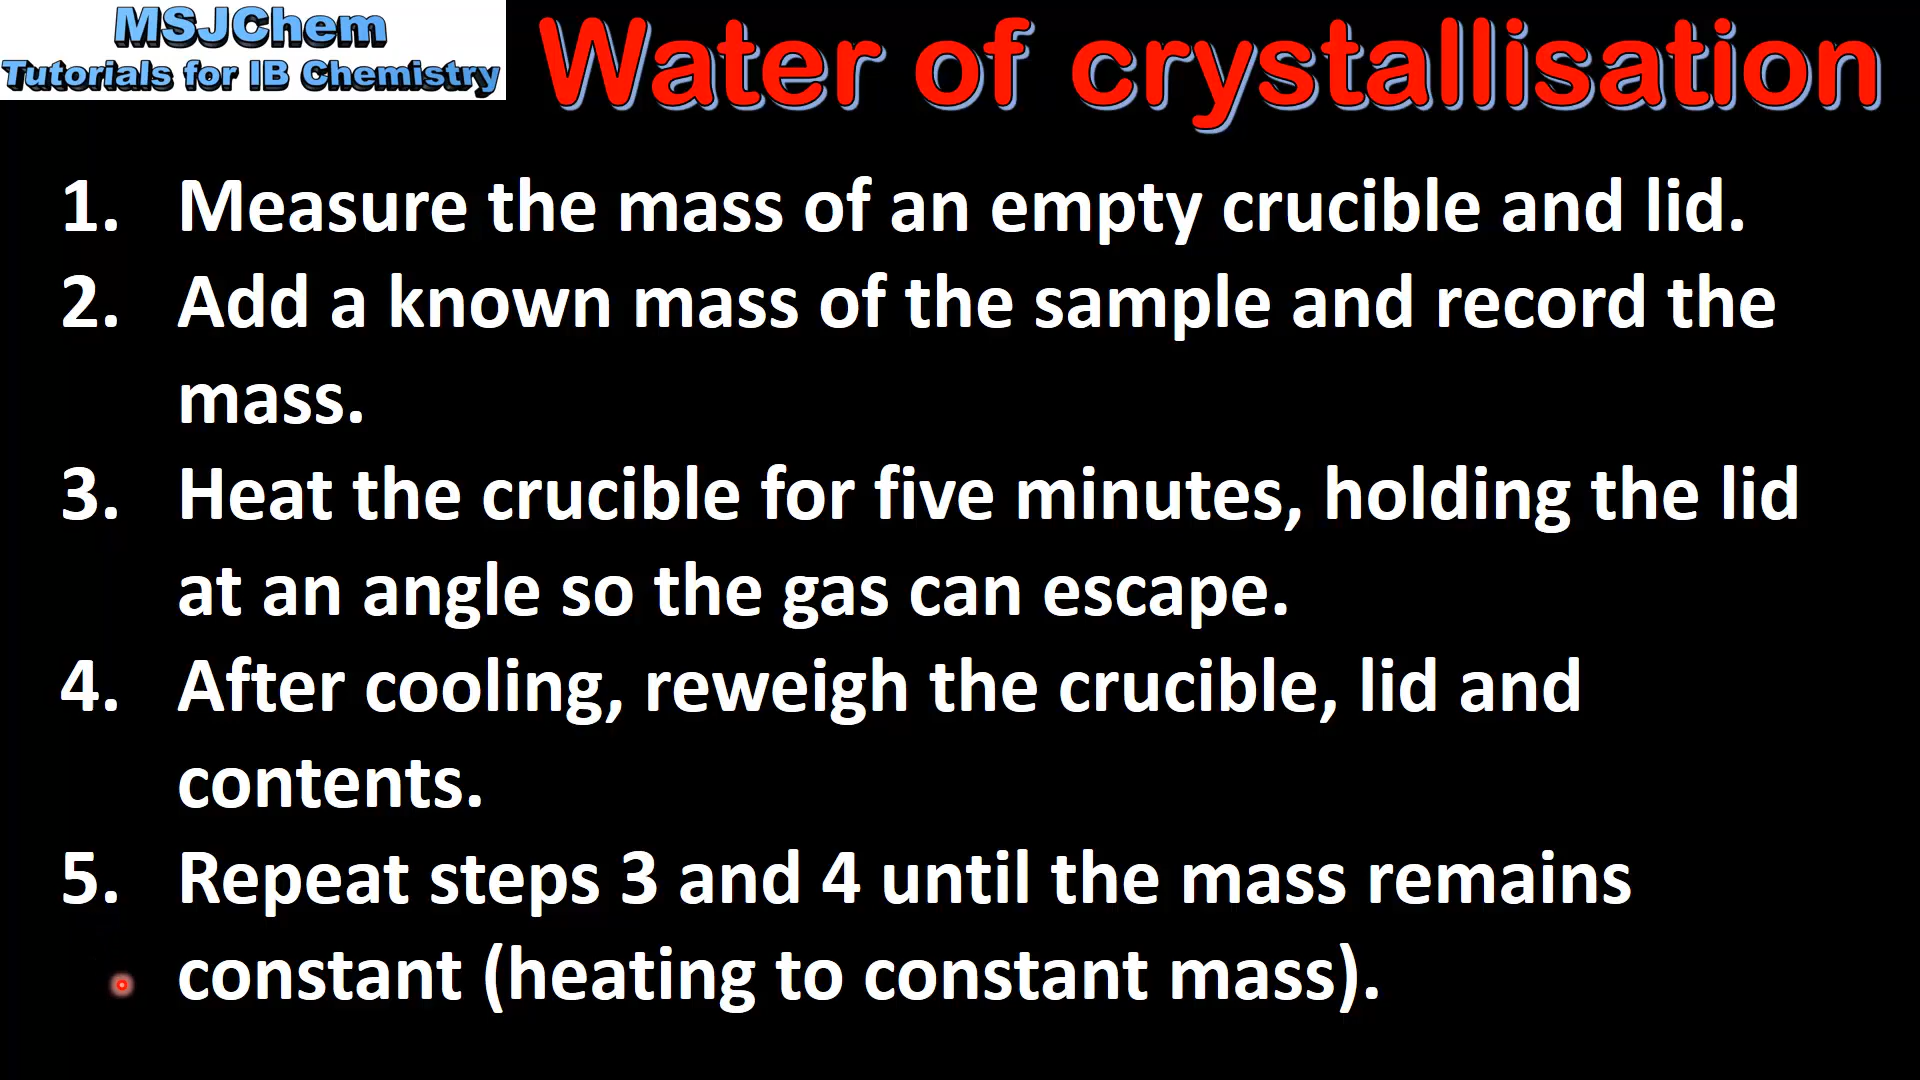 MSJChem
Tutorials for IB Chemistry
Water of crystallisation
1. Measure the mass of an empty crucible and lid.
2. Add a known mass of the sample and record the
mass.
3. Heat the crucible for five minutes, holding the lid
at an angle so the gas can escape.
4. After cooling, reweigh the crucible, lid and
contents.
5. Repeat steps 3 and 4 until the mass remains
constant (heating to constant mass).